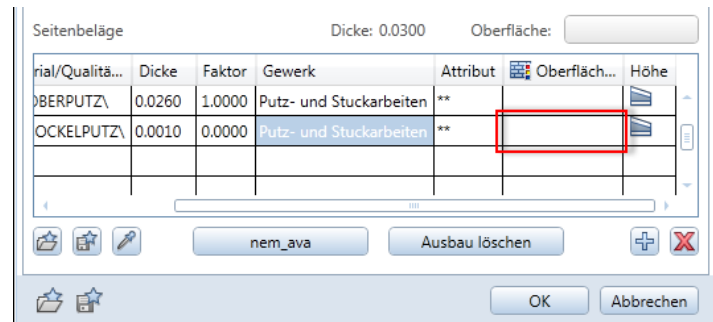 Seitenbeläge Dicke: 0.0300 Oberfläche:
rial/Qualitä... Dicke Faktor Gewerk Attribut Oberfläch... Höhe
OBERPUTZ\ 0.0260 1.0000 Putz- und Stuckarbeiten **
OCKELPUTZ\ 0.0010 0.0000 Putz- und Stuckarbeiten **
nem_ava Ausbau löschen
OK Abbrechen